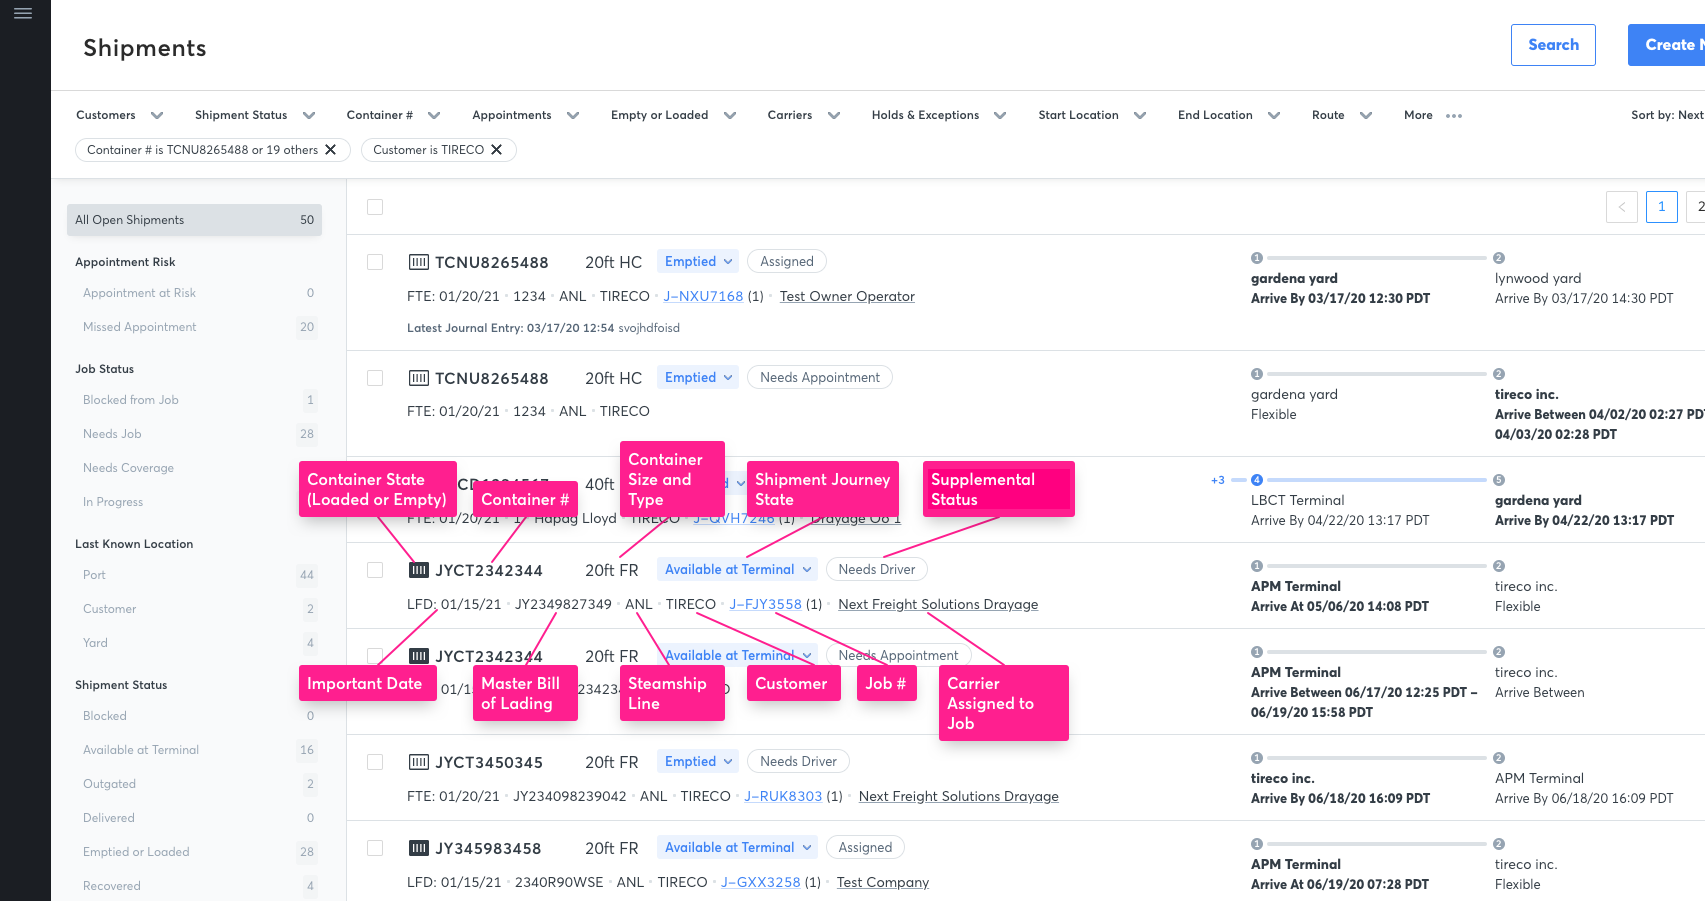 Shipments
Search
Create
Customers
Shipment Status
Container #
Appointments
Empty or Loaded
Carriers
Holds & Exceptions
Start Location
End Location
Route
More
Sort by: Next
Container # is TCNU8265488 or 19 others
Customer is TIRECO
All Open Shipments 50
Appointment Risk
Appointment at Risk 0
Missed Appointment 20
Job Status
Blocked from Job 1
Needs Job 28
Needs Coverage
In Progress
Last Known Location
Port 44
Customer 2
Yard 4
Shipment Status
Blocked 0
Available at Terminal 16
Outgated 2
Delivered 0
Emptied or Loaded 28
Recovered 4
1
2
TCNU8265488 20ft HC Emptied Assigned
FTE: 01/20/21 · 1234 · ANL · TIRECO · J-NXU7168 (1) · Test Owner Operator
Latest Journal Entry: 03/17/20 12:54 svojhdfoisd
1 2
gardena yard
Arrive By 03/17/20 12:30 PDT
lynwood yard
Arrive By 03/17/20 14:30 PDT
TCNU8265488 20ft HC Emptied Needs Appointment
FTE: 01/20/21 · 1234 · ANL · TIRECO
1 2
gardena yard
Flexible
tireco inc.
Arrive Between 04/02/20 02:27 PDT
04/03/20 02:28 PDT
Container State
(Loaded or Empty)
Container #
Container
Size and
Type
Shipment Journey
State
Supplemental
Status
40ft
FTE: 01/20/21 · Hapag Lloyd · TIRECO · J-QVH7246 (1) · Drayage Oo 1
+3 4 5
LBCT Terminal
Arrive By 04/22/20 13:17 PDT
gardena yard
Arrive By 04/22/20 13:17 PDT
JYCT2342344 20ft FR Available at Terminal Needs Driver
LFD: 01/15/21 · JY2349827349 · ANL · TIRECO · J-FJY3558 (1) · Next Freight Solutions Drayage
1 2
APM Terminal
Arrive At 05/06/20 14:08 PDT
tireco inc.
Flexible
JYCT2342344 20ft FR Available at Terminal Needs Appointment
Important Date
Master Bill
of Lading
Steamship
Line
Customer
Job #
Carrier
Assigned to
Job
1 2
APM Terminal
Arrive Between 06/17/20 12:25 PDT –
06/19/20 15:58 PDT
tireco inc.
Arrive Between
JYCT3450345 20ft FR Emptied Needs Driver
FTE: 01/20/21 · JY234098239042 · ANL · TIRECO · J-RUK8303 (1) · Next Freight Solutions Drayage
1 2
tireco inc.
Arrive By 06/18/20 16:09 PDT
APM Terminal
Arrive By 06/18/20 16:09 PDT
JY345983458 20ft FR Available at Terminal Assigned
LFD: 01/15/21 · 2340R90WSE · ANL · TIRECO · J-GXX3258 (1) · Test Company
1 2
APM Terminal
Arrive At 06/19/20 07:28 PDT
tireco inc.
Flexible